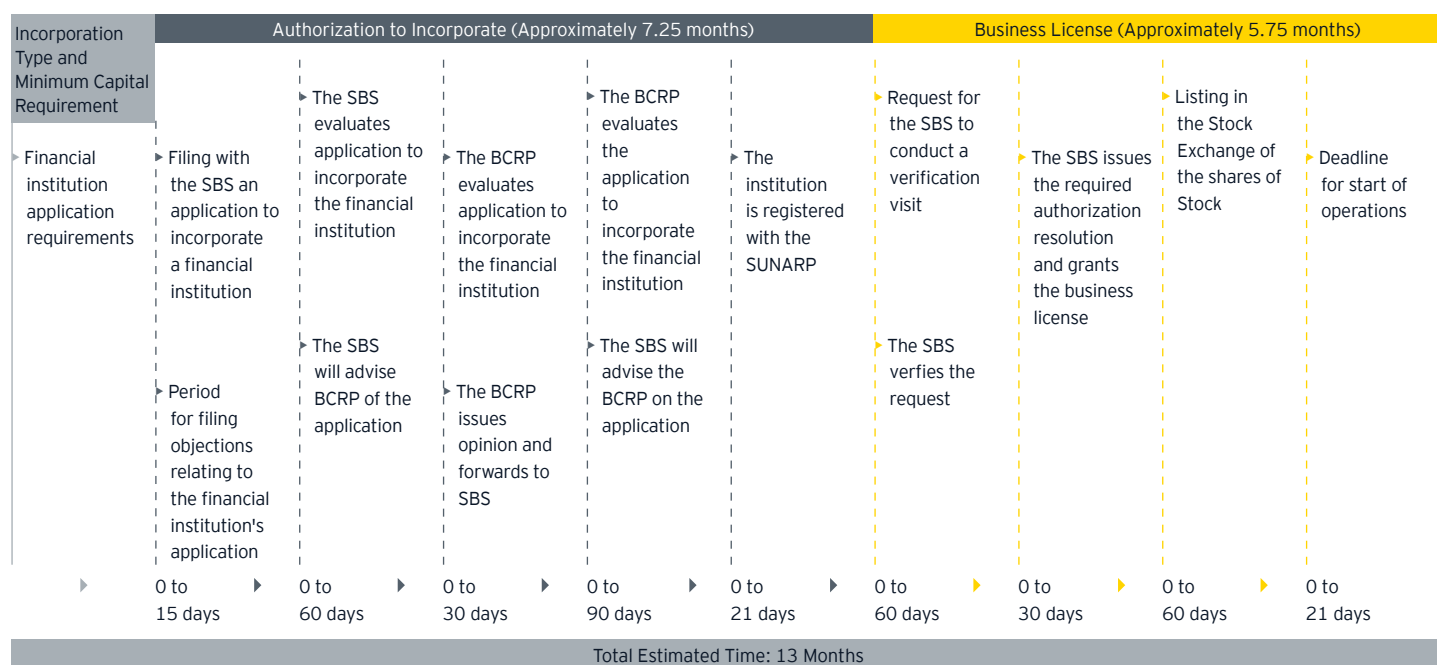 Incorporation
Type and
Minimum Capital
Requirement
Authorization to Incorporate (Approximately 7.25 months)
Business License (Approximately 5.75 months)
Financial
institution
application
requirements
Filing with
the SBS an
application to
incorporate
a financial
institution
Period
for filing
objections
relating to
the financial
institution's
application
The SBS
evaluates
application to
incorporate
the financial
institution
The SBS
will advise
BCRP of the
application
The BCRP
evaluates
application to
incorporate
the financial
institution
The BCRP
issues
opinion and
forwards to
SBS
The BCRP
evaluates
the
application
to
incorporate
the financial
institution
The SBS will
advise the
BCRP on the
application
The
institution
is registered
with the
SUNARP
Request for
the SBS to
conduct a
verification
visit
The SBS
verfies the
request
The SBS issues
the required
authorization
resolution
and grants
the business
license
Listing in
the Stock
Exchange of
the shares of
Stock
Deadline
for start of
operations
0 to
15 days
0 to
60 days
0 to
30 days
0 to
90 days
0 to
21 days
0 to
60 days
0 to
30 days
0 to
60 days
0 to
21 days
Total Estimated Time: 13 Months